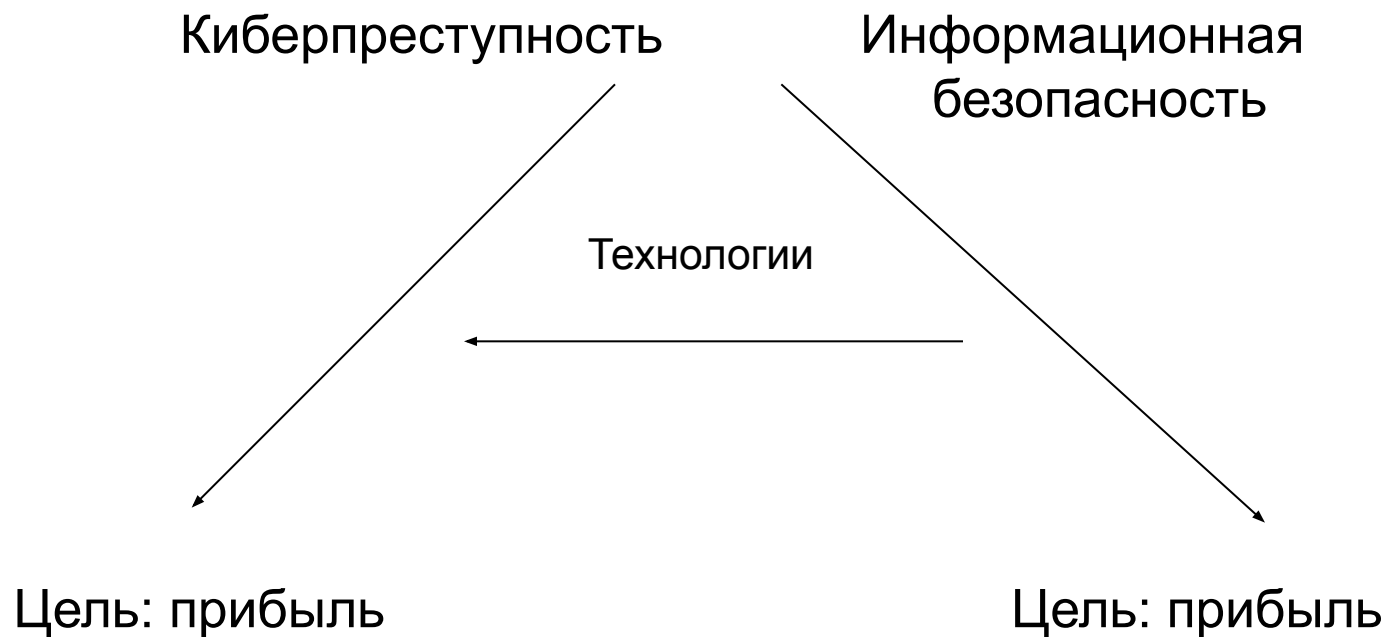 Киберпреступность
Информационная
безопасность
Технологии
Цель: прибыль
Цель: прибыль